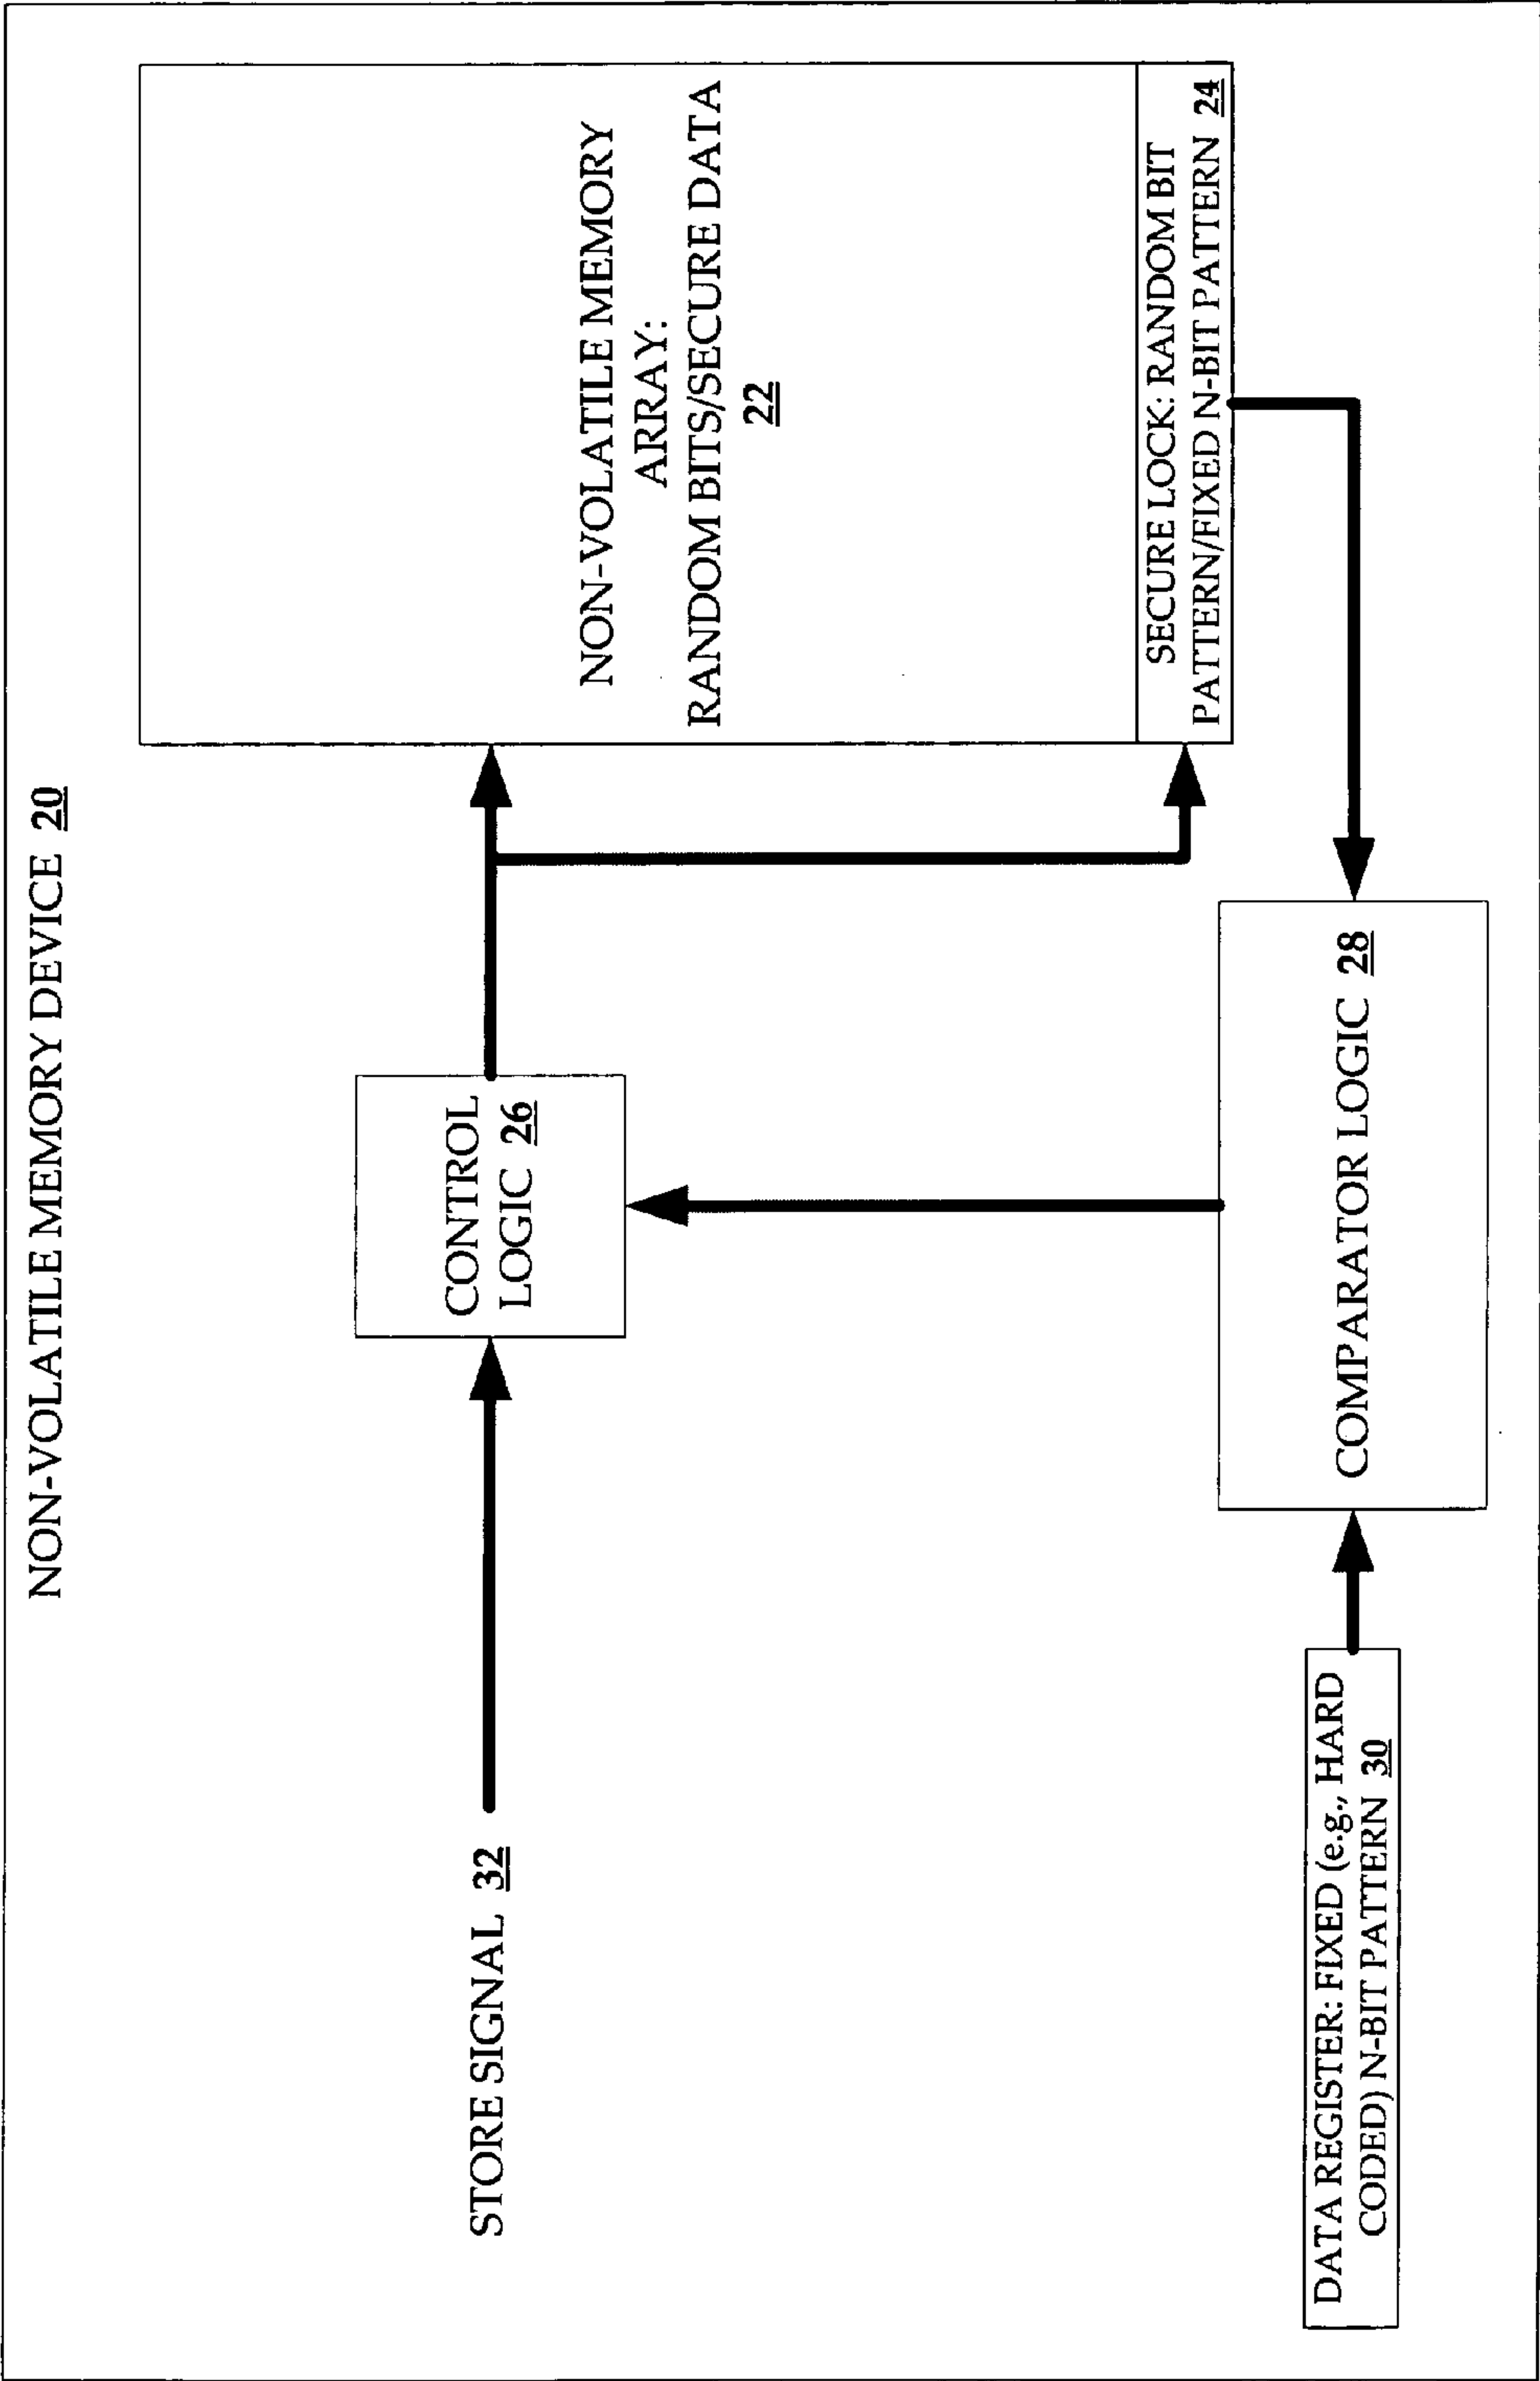 NON-VOLATILE MEMORY DEVICE 20
NON-VOLATILE MEMORY
ARRAY:
RANDOM BITS/SECURE DATA
22
CONTROL
LOGIC 26
STORE SIGNAL 32
SECURE LOCK: RANDOM BIT
PATTERN/FIXED N-BIT PATTERN 24
COMPARATOR LOGIC 28
DATA REGISTER: FIXED (e.g., HARD
CODED) N-BIT PATTERN 30